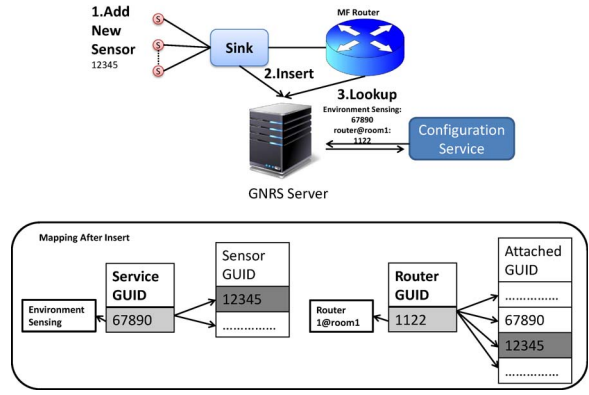 1.Add
New
Sensor
12345
S
S
S
Sink
MF Router
2.Insert
3.Lookup
Environment Sensing:
67890
router@room1:
1122
Configuration
Service
GNRS Server
Mapping After Insert
Environment
Sensing
Service
GUID
67890
Sensor
GUID
12345
...............
Router
1@room1
Router
GUID
1122
Attached
GUID
...............
67890
12345
...............